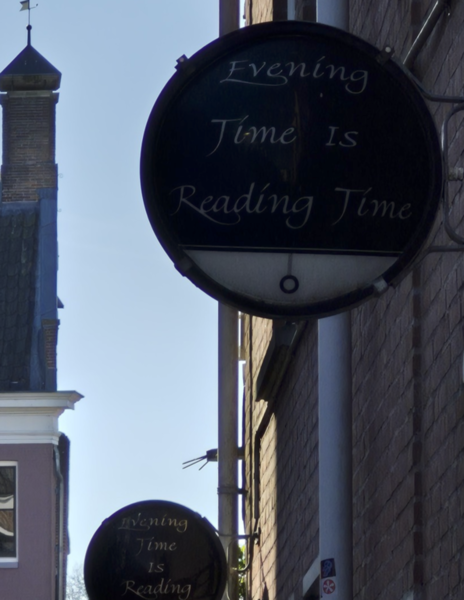 Evening
Time Is
Reading Time
Evening
Time
Is
Reading